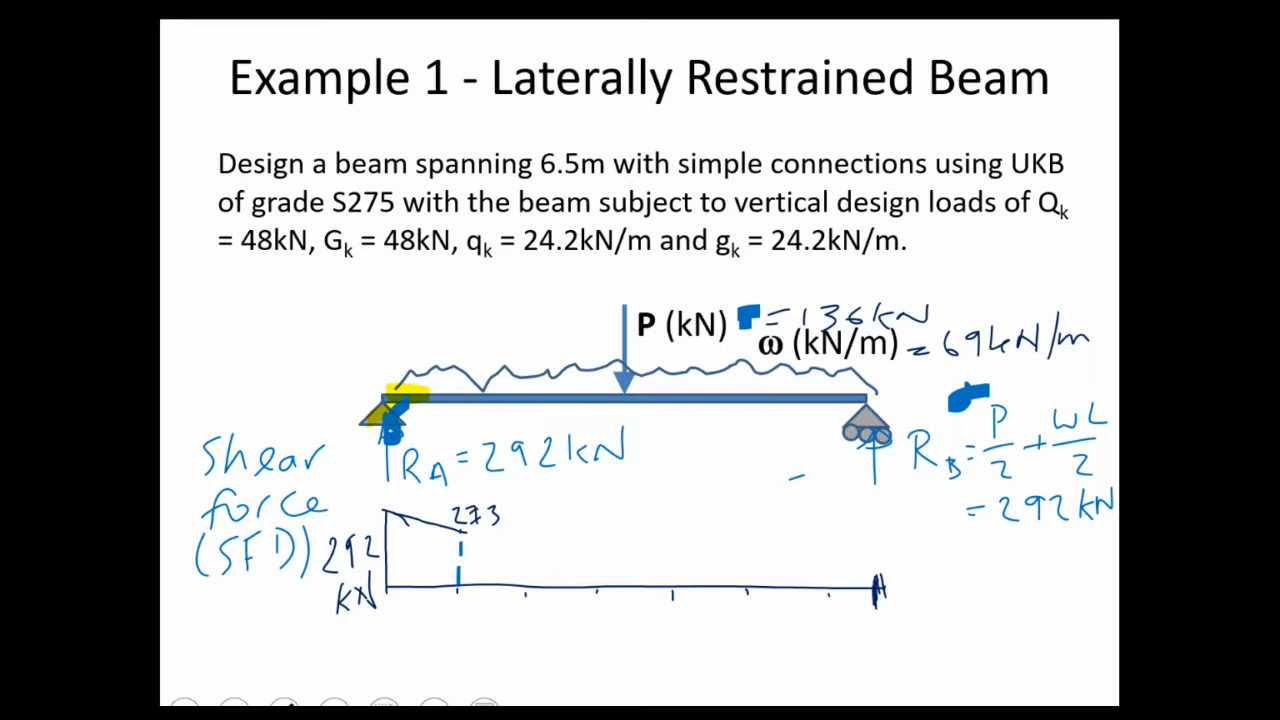 Example 1 - Laterally Restrained Beam
Design a beam spanning 6.5m with simple connections using UKB
of grade S275 with the beam subject to vertical design loads of Qk
= 48kN, Gk = 48kN, qk = 24.2kN/m and gk = 24.2kN/m.
P (kN) = 136kN
ω (kN/m) = 69kN/m
RA = 292kN
RB = P/2 + WL/2
= 292kN
Shear
force
(SFD)
292
kN
273